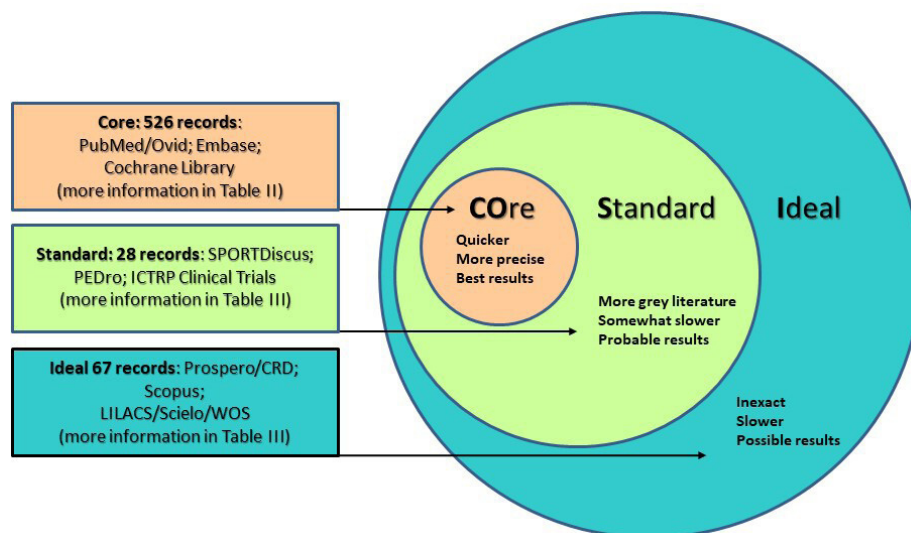 Core: 526 records:
PubMed/Ovid; Embase;
Cochrane Library
(more information in Table II)
Standard: 28 records: SPORTDiscus;
PEDro; ICTRP Clinical Trials
(more information in Table III)
Ideal 67 records: Prospero/CRD;
Scopus;
LILACS/Scielo/WOS
(more information in Table III)
COre
Quicker
More precise
Best results
Standard
More grey literature
Somewhat slower
Probable results
Ideal
Inexact
Slower
Possible results